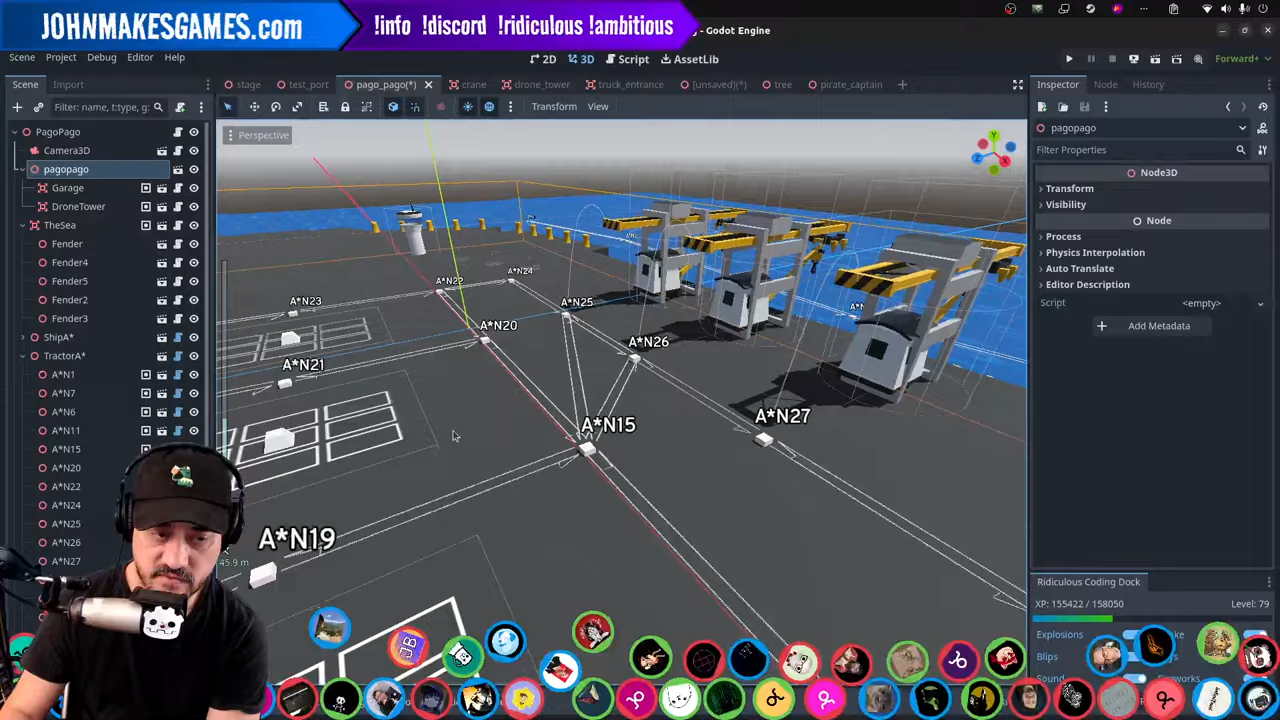 JOHNMAKESGAMES.com
!info !discord !ridiculous !ambitious
- Godot Engine
Scene Project Debug Editor Help
2D 3D Script AssetLib
Forward+
Scene Import
stage test_port pago_pago(*) crane drone_tower truck_entrance [unsaved](*) tree pirate_captain
Inspector Node History
Filter: name, t:type, g:
Transform View
pagopago
Perspective
Filter Properties
PagoPago
Camera3D
pagopago
Garage
DroneTower
TheSea
Fender
Fender4
Fender5
Fender2
Fender3
ShipA*
TractorA*
A*N1
A*N7
A*N6
A*N11
A*N15
A*N20
A*N22
A*N24
A*N25
A*N26
A*N27
Y
Z
X
A*N22
A*N24
A*N23
A*N25
A*N20
A*N26
A*N21
A*N27
A*N15
A*N19
45.9 m
Node3D
Transform
Visibility
Node
Process
Physics Interpolation
Auto Translate
Editor Description
Script <empty>
Add Metadata
Ridiculous Coding Dock
XP: 155422 / 158050 Level: 79
Explosions
Blips
Sound